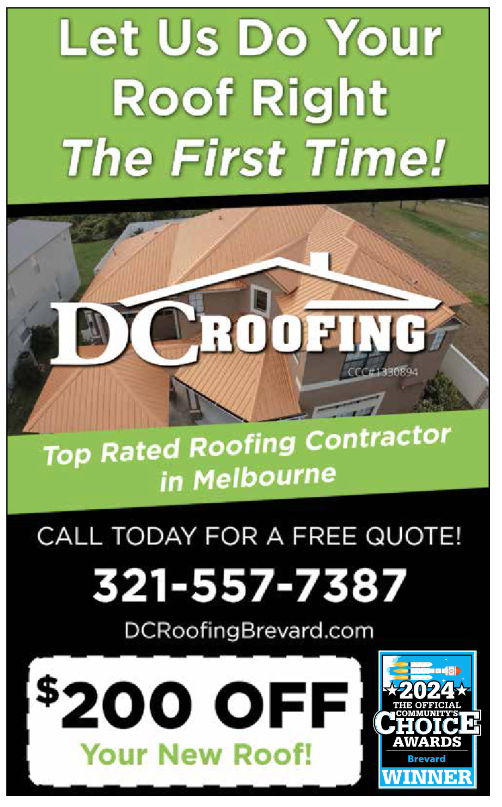 Let Us Do Your
Roof Right
The First Time!
DC ROOFING
CCC#1330894
Top Rated Roofing Contractor
in Melbourne
CALL TODAY FOR A FREE QUOTE!
321-557-7387
DCRoofingBrevard.com
$200 OFF
Your New Roof!
2024
THE OFFICIAL
COMMUNITY'S
CHOICE
AWARDS
Brevard
WINNER